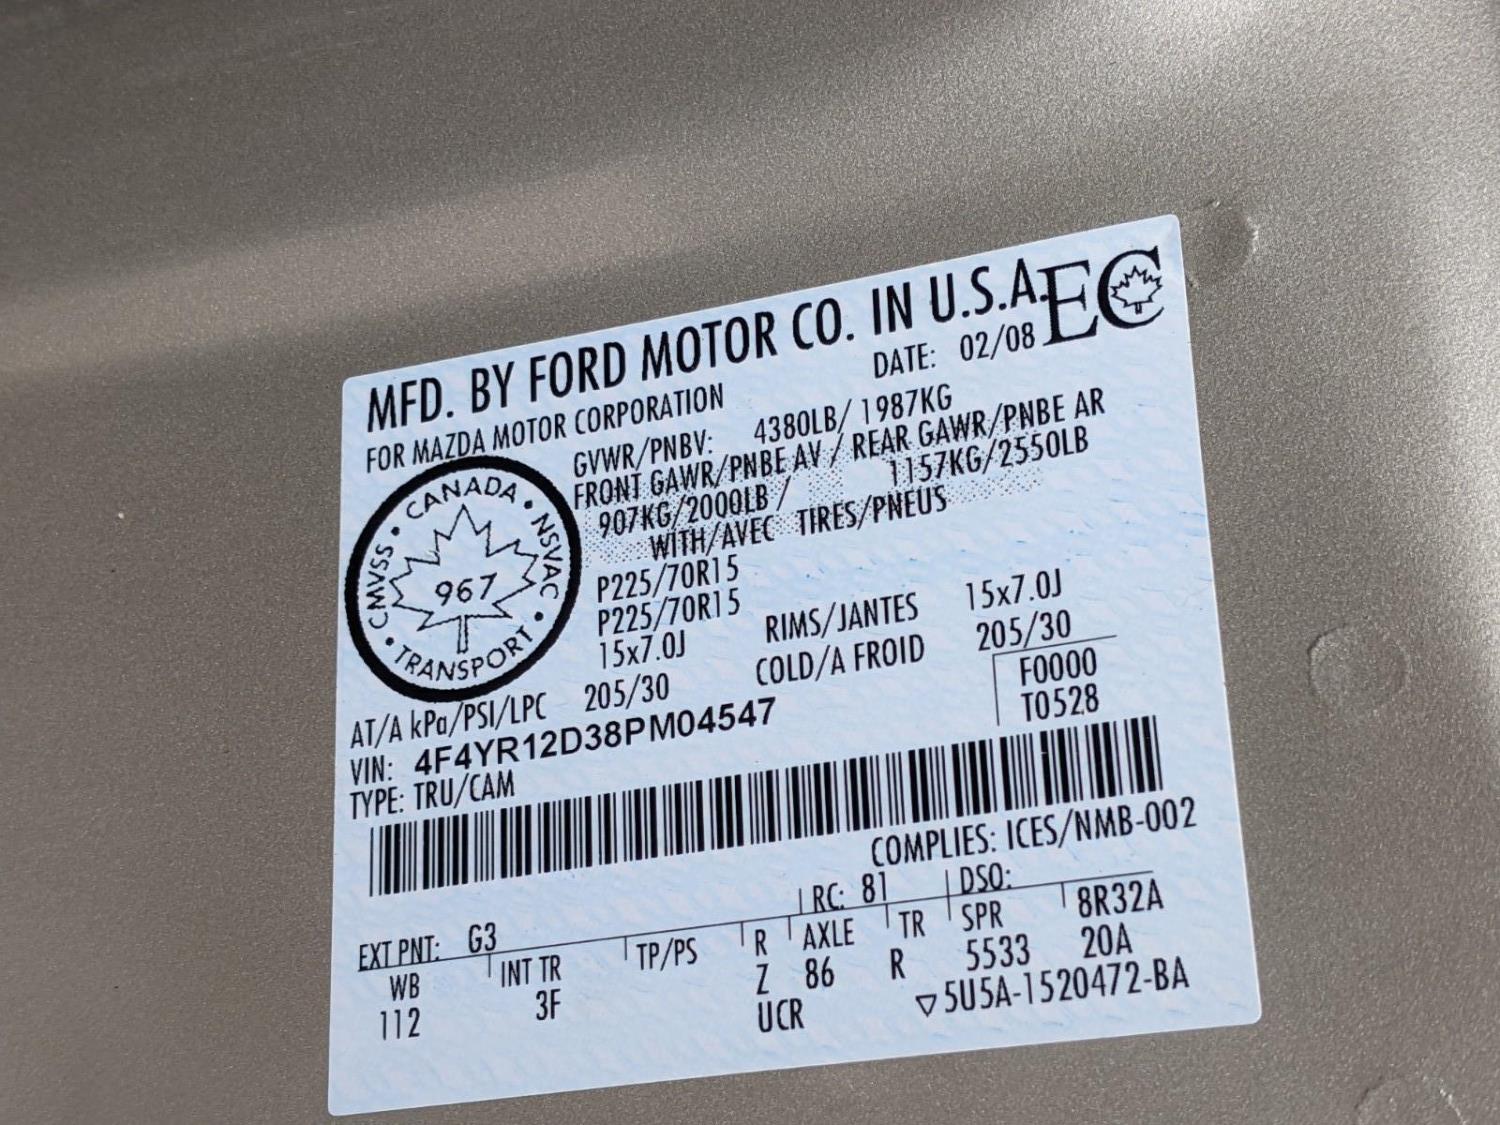 MFD. BY FORD MOTOR CO. IN U.S.A.
EC
FOR MAZDA MOTOR CORPORATION
DATE: 02/08
GVWR/PNBV: 4380LB/ 1987KG
FRONT GAWR/PNBE AV / REAR GAWR/PNBE AR
907KG/2000LB / 1157KG/2550LB
WITH/AVEC TIRES/PNEUS
P225/70R15
P225/70R15
15x7.0J RIMS/JANTES 15x7.0J
CANADA • NSVAC • TRANSPORT • CMVSS •
967
AT/A kPa/PSI/LPC 205/30 COLD/A FROID 205/30
VIN: 4F4YR12D38PM04547
F0000
T0528
TYPE: TRU/CAM
COMPLIES: ICES/NMB-002
EXT PNT: G3 RC: 81 DSO:
WB INT TR TP/PS R AXLE TR SPR 8R32A
112 3F Z 86 R 5533 20A
UCR ▽5U5A-1520472-BA